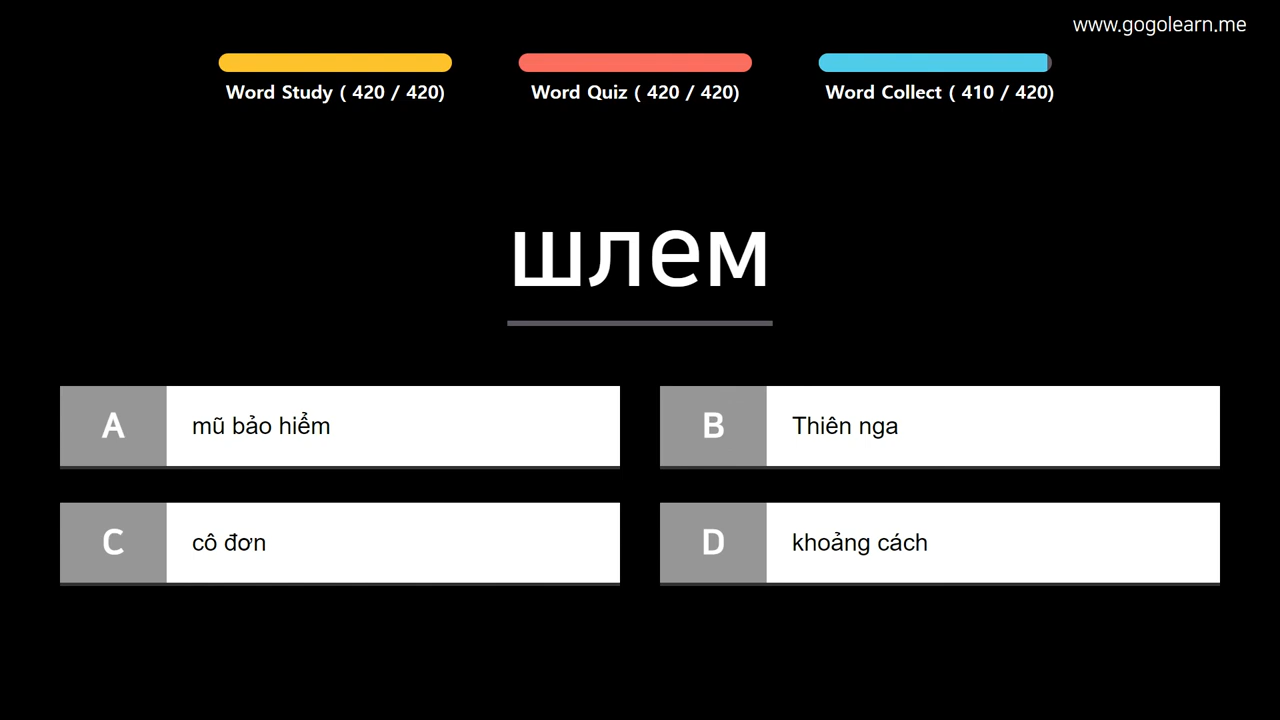 www.gogolearn.me
Word Study ( 420 / 420)
Word Quiz ( 420 / 420)
Word Collect ( 410 / 420)
шлем
A
mũ bảo hiểm
B
Thiên nga
C
cô đơn
D
khoảng cách